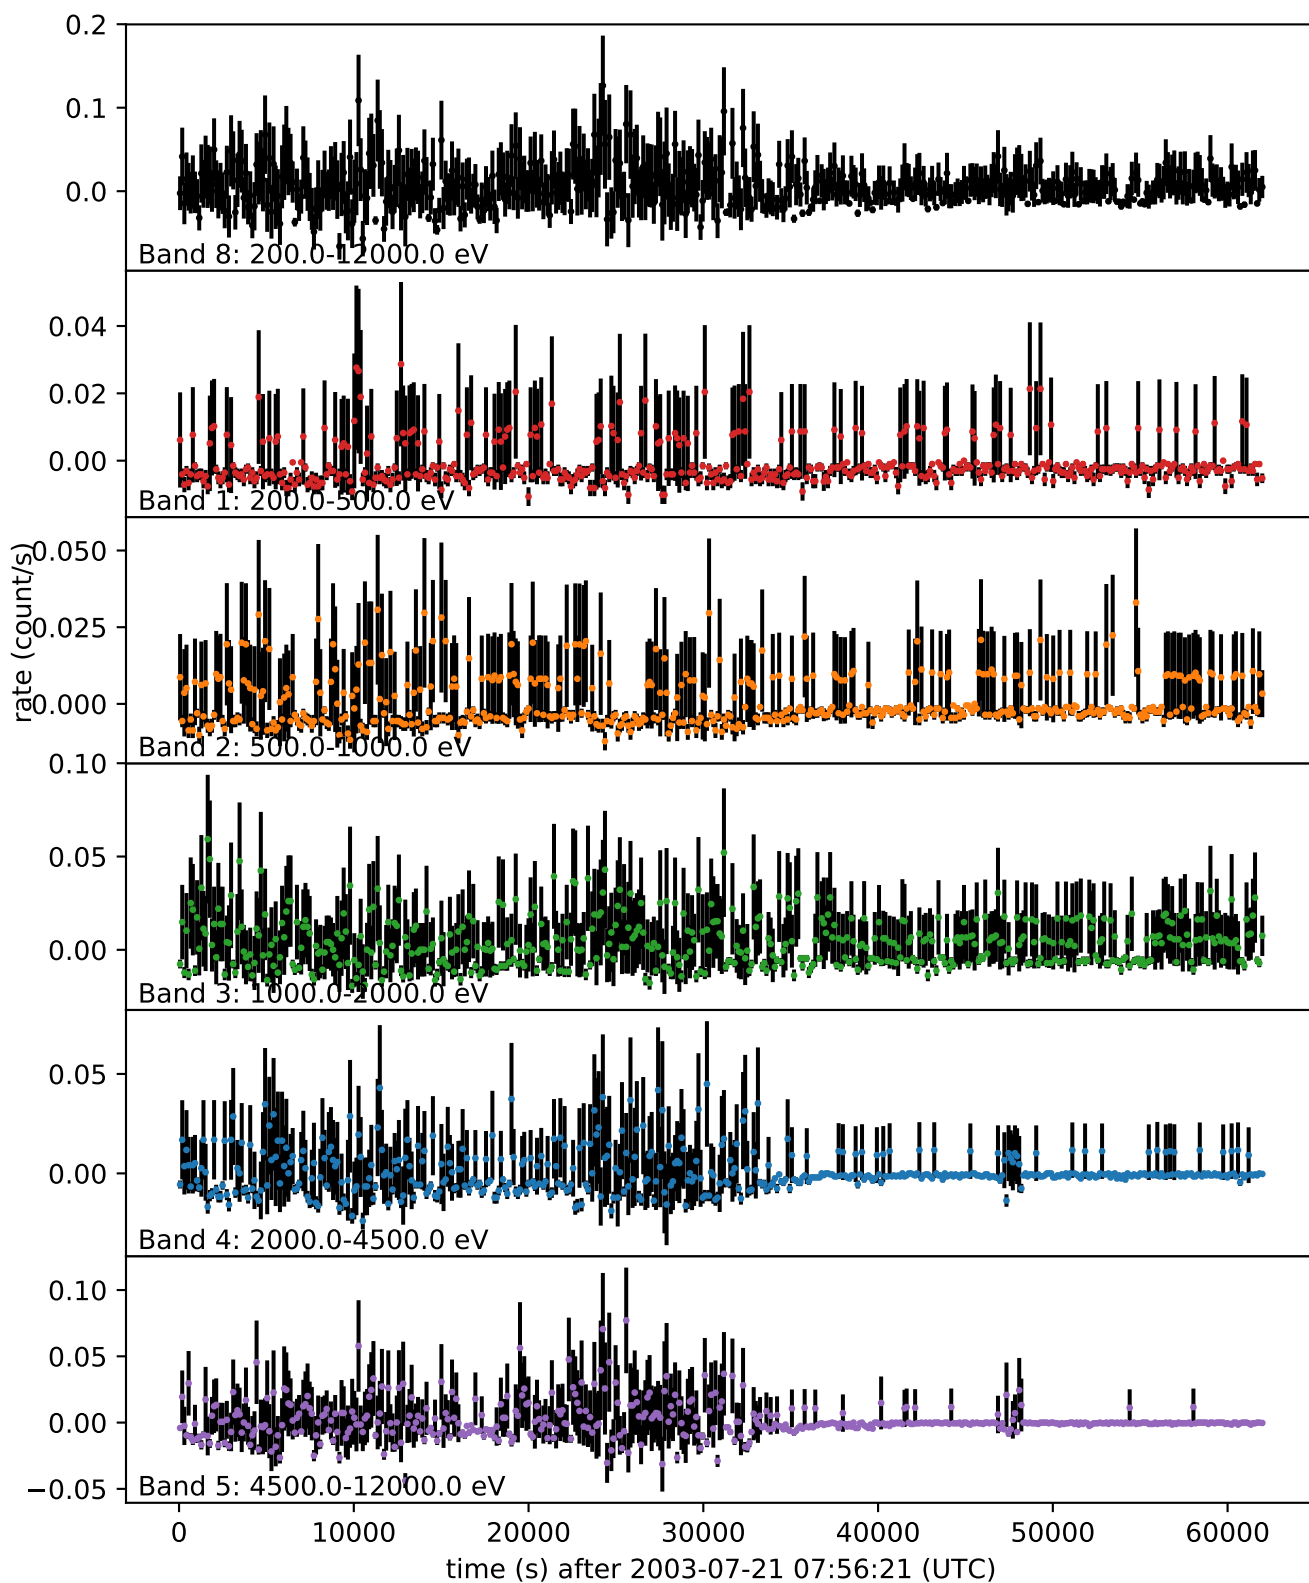 0.2
0.1
0.0
Band 8: 200.0-12000.0 eV
0.04
0.02
0.00
Band 1: 200.0-500.0 eV
rate (count/s)
0.050
0.025
0.000
Band 2: 500.0-1000.0 eV
0.10
0.05
0.00
Band 3: 1000.0-2000.0 eV
0.05
0.00
Band 4: 2000.0-4500.0 eV
0.10
0.05
0.00
−0.05
Band 5: 4500.0-12000.0 eV
0 10000 20000 30000 40000 50000 60000
time (s) after 2003-07-21 07:56:21 (UTC)